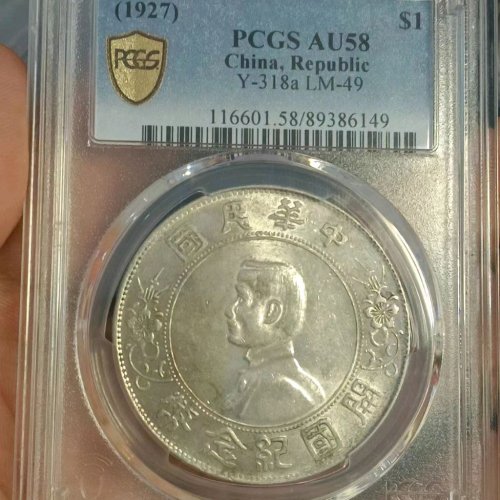 (1927) $1
PCGS AU58
China, Republic
Y-318a LM-49
116601.58/89386149
PCGS
中華民國
開國紀念幣